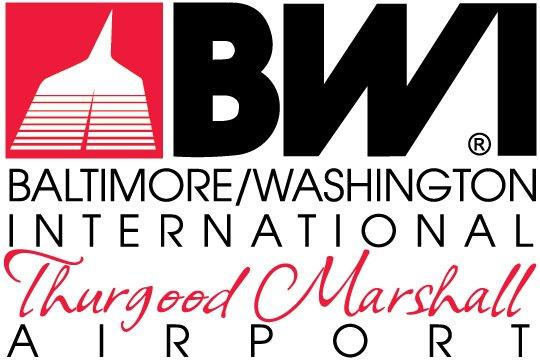 BWI®
BALTIMORE/WASHINGTON
INTERNATIONAL
Thurgood Marshall
AIRPORT